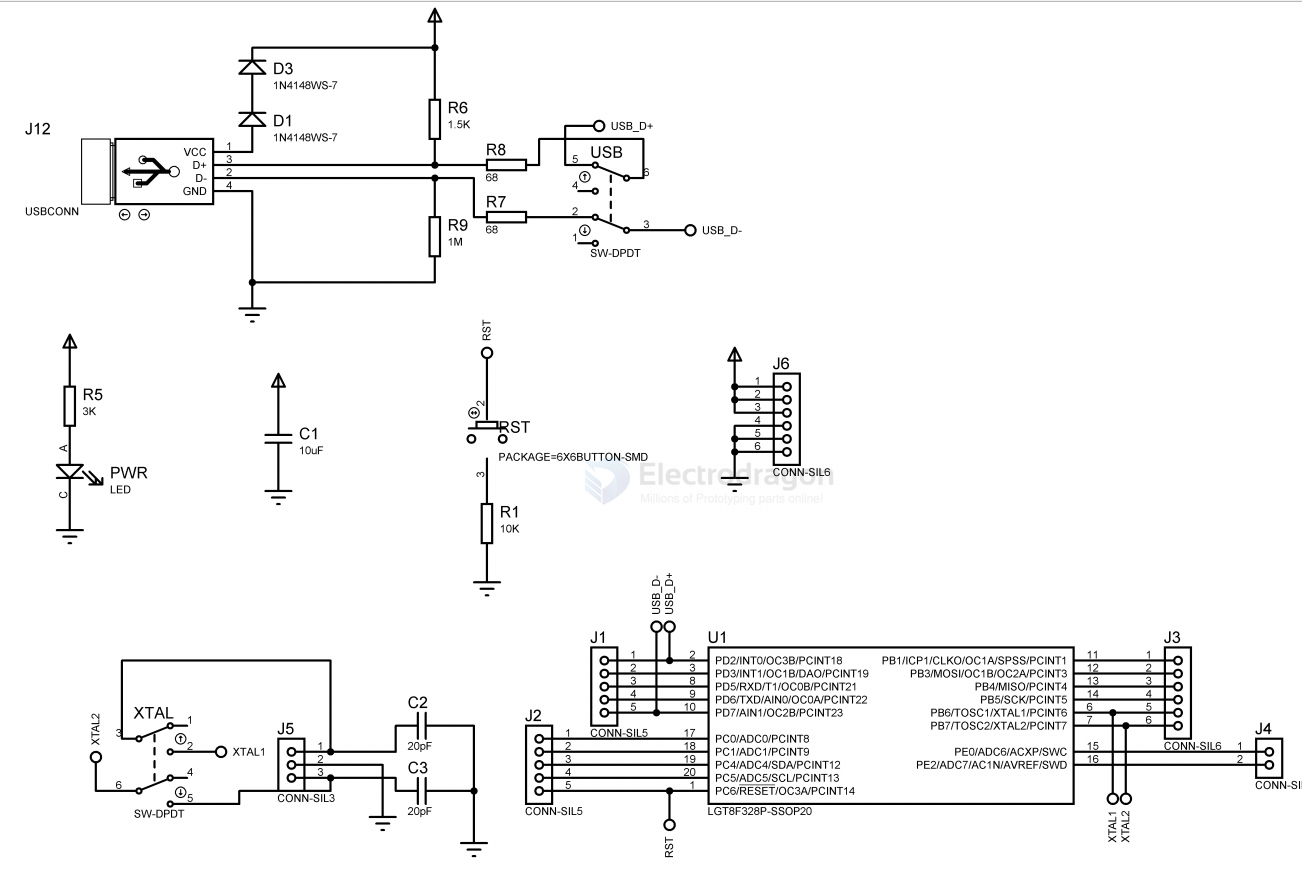 D3
1N4148WS-7
D1
1N4148WS-7
J12
VCC 1
D+ 3
D- 2
GND 4
USBCONN
R6
1.5K
R8
68
USB_D+
USB
5
6
4
R7
68
2
3
USB_D-
1
SW-DPDT
R9
1M
R5
3K
A
PWR
LED
C
C1
10uF
RST
2
RST
PACKAGE=6X6BUTTON-SMD
3
R1
10K
J6
1
2
3
4
5
6
CONN-SIL6
Electrodragon
Millions of Prototyping parts online!
XTAL2
XTAL
1
3
2
XTAL1
4
6
5
SW-DPDT
J5
1
2
3
CONN-SIL3
C2
20pF
C3
20pF
USB_D-
USB_D+
J1
1
2
3
4
5
CONN-SIL5
J2
1
2
3
4
5
CONN-SIL5
U1
2 PD2/INT0/OC3B/PCINT18
3 PD3/INT1/OC1B/DAO/PCINT19
8 PD5/RXD/T1/OC0B/PCINT21
9 PD6/TXD/AIN0/OC0A/PCINT22
10 PD7/AIN1/OC2B/PCINT23
17 PC0/ADC0/PCINT8
18 PC1/ADC1/PCINT9
19 PC4/ADC4/SDA/PCINT12
20 PC5/ADC5/SCL/PCINT13
1 PC6/RESET/OC3A/PCINT14
LGT8F328P-SSOP20
RST
PB1/ICP1/CLKO/OC1A/SPSS/PCINT1 11
PB3/MOSI/OC1B/OC2A/PCINT3 12
PB4/MISO/PCINT4 13
PB5/SCK/PCINT5 14
PB6/TOSC1/XTAL1/PCINT6 6
PB7/TOSC2/XTAL2/PCINT7 7
PE0/ADC6/ACXP/SWC 15
PE2/ADC7/AC1N/AVREF/SWD 16
J3
1
2
3
4
5
6
CONN-SIL6
J4
1
2
CONN-SI
XTAL1
XTAL2